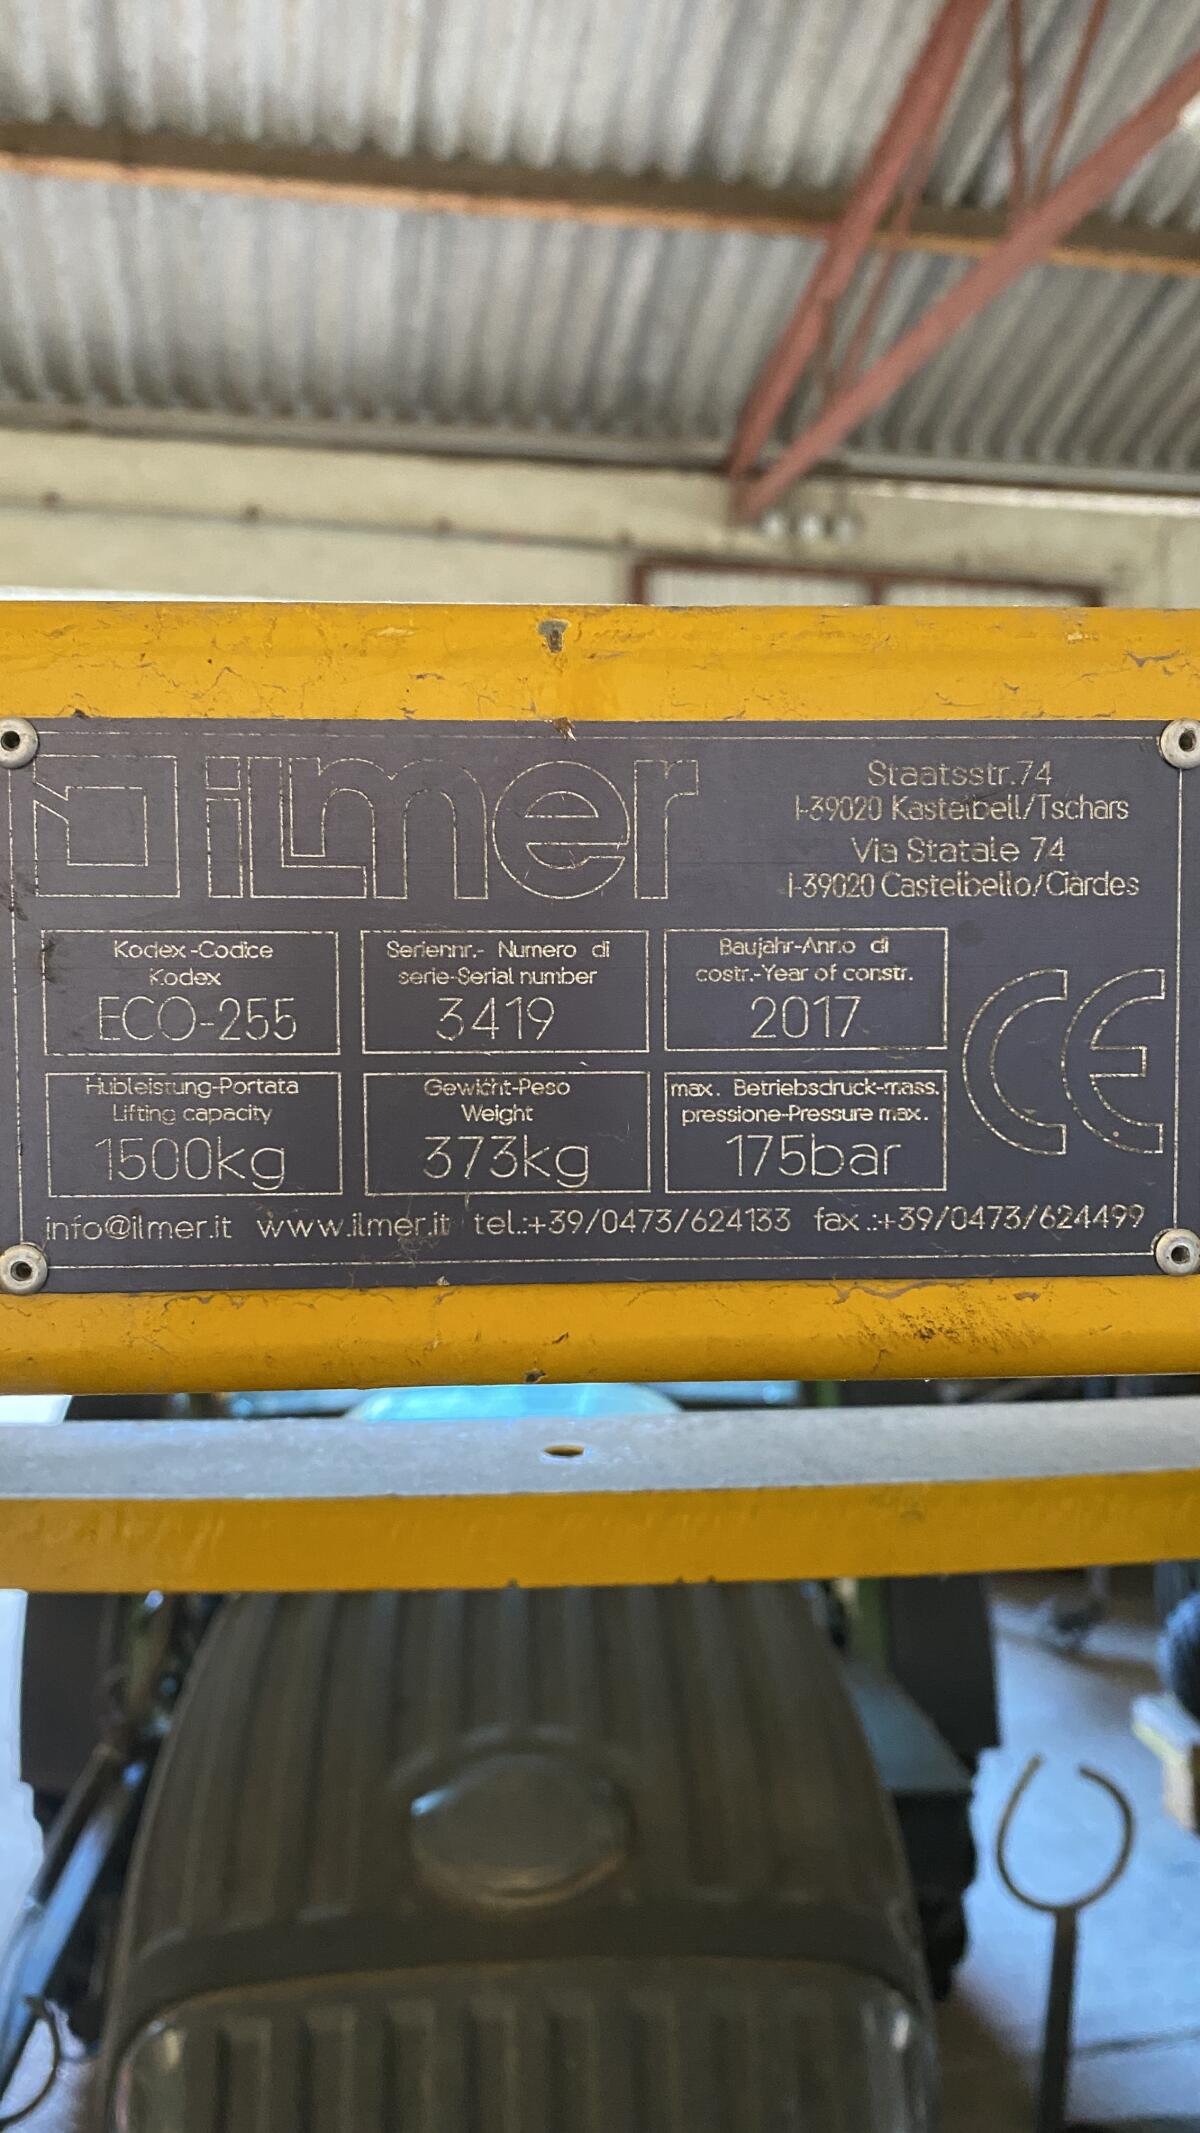 ilmer
Staatsstr.74
I-39020 Kastelbell/Tschars
Via Statale 74
I-39020 Castelbello/Ciàrdes
Kodex-Codice
Kodex
ECO-255
Seriennr.- Numero di
serie-Serial number
3419
Baujahr-Anno di
costr.-Year of constr.
2017
Hubleistung-Portata
Lifting capacity
1500kg
Gewicht-Peso
Weight
373kg
max. Betriebsdruck-mass.
pressione-Pressure max.
175bar
CE
info@ilmer.it www.ilmer.it tel.:+39/0473/624133 fax.:+39/0473/624499